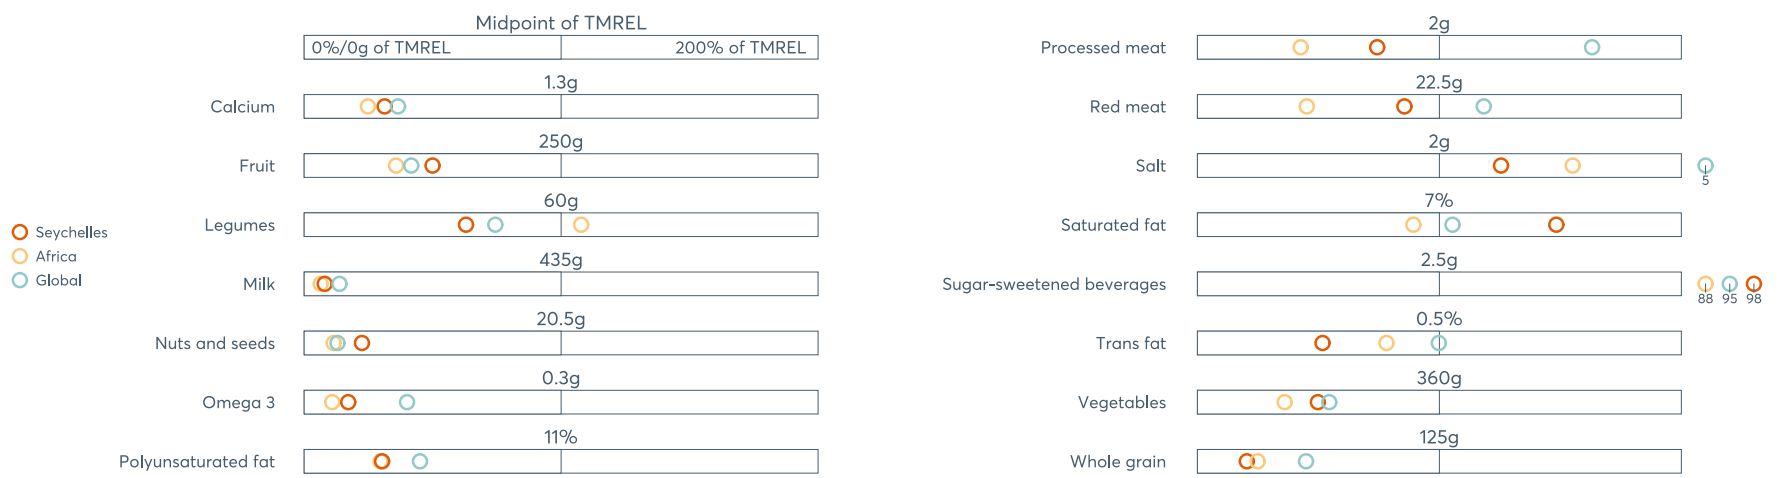 Midpoint of TMREL
0%/0g of TMREL 200% of TMREL
1.3g
Calcium
250g
Fruit
60g
Legumes
435g
Milk
20.5g
Nuts and seeds
0.3g
Omega 3
11%
Polyunsaturated fat
Seychelles
Africa
Global
2g
Processed meat
22.5g
Red meat
2g
Salt
5
7%
Saturated fat
2.5g
Sugar-sweetened beverages
88 95 98
0.5%
Trans fat
360g
Vegetables
125g
Whole grain